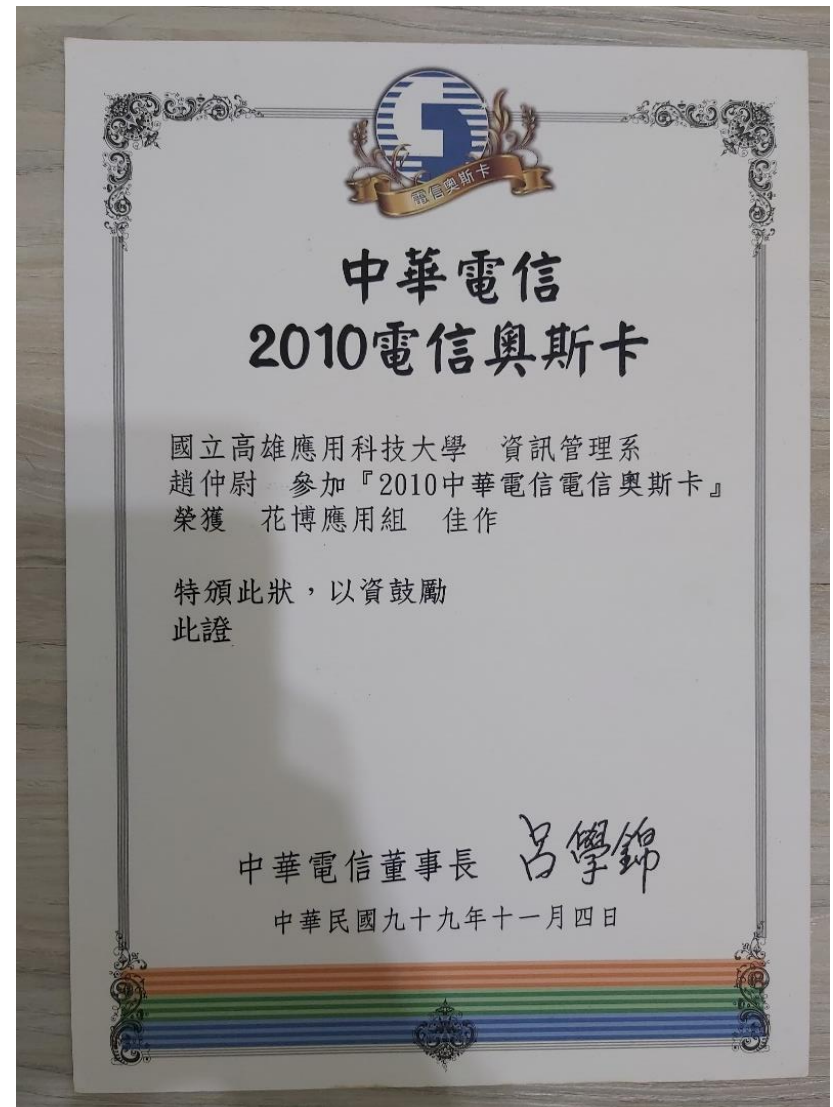 電信奧斯卡
中華電信
2010電信奧斯卡
國立高雄應用科技大學　資訊管理系
趙仲尉　參加『2010中華電信電信奧斯卡』
榮獲　花博應用組　佳作
特頒此狀，以資鼓勵
此證
中華電信董事長　呂學錦
中華民國九十九年十一月四日